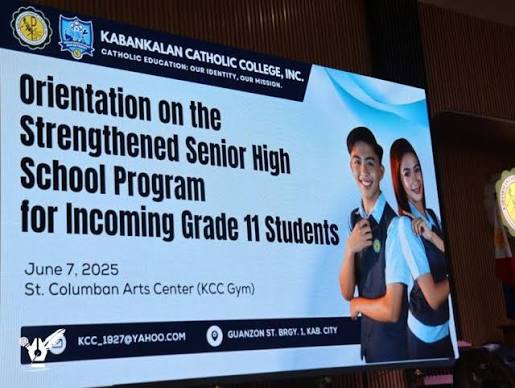 KABANKALAN CATHOLIC COLLEGE, INC.
CATHOLIC EDUCATION: OUR IDENTITY, OUR MISSION.
Orientation on the
Strengthened Senior High
School Program
for Incoming Grade 11 Students
June 7, 2025
St. Columban Arts Center (KCC Gym)
KCC_1927@YAHOO.COM
GUANZON ST. BRGY. 1, KAB. CITY